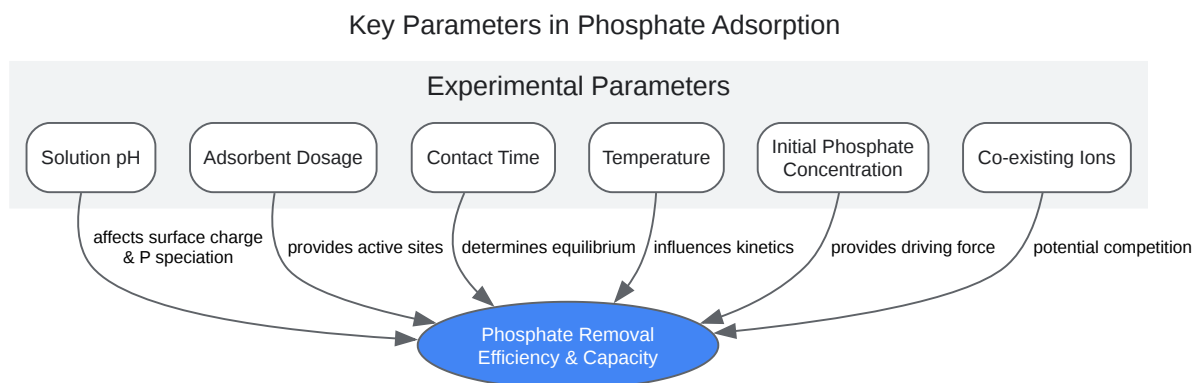 Key Parameters in Phosphate Adsorption
Experimental Parameters
Solution pH
Adsorbent Dosage
Contact Time
Temperature
Initial Phosphate
Concentration
Co-existing Ions
affects surface charge
& P speciation
provides active sites
determines equilibrium
influences kinetics
provides driving force
potential competition
Phosphate Removal
Efficiency & Capacity